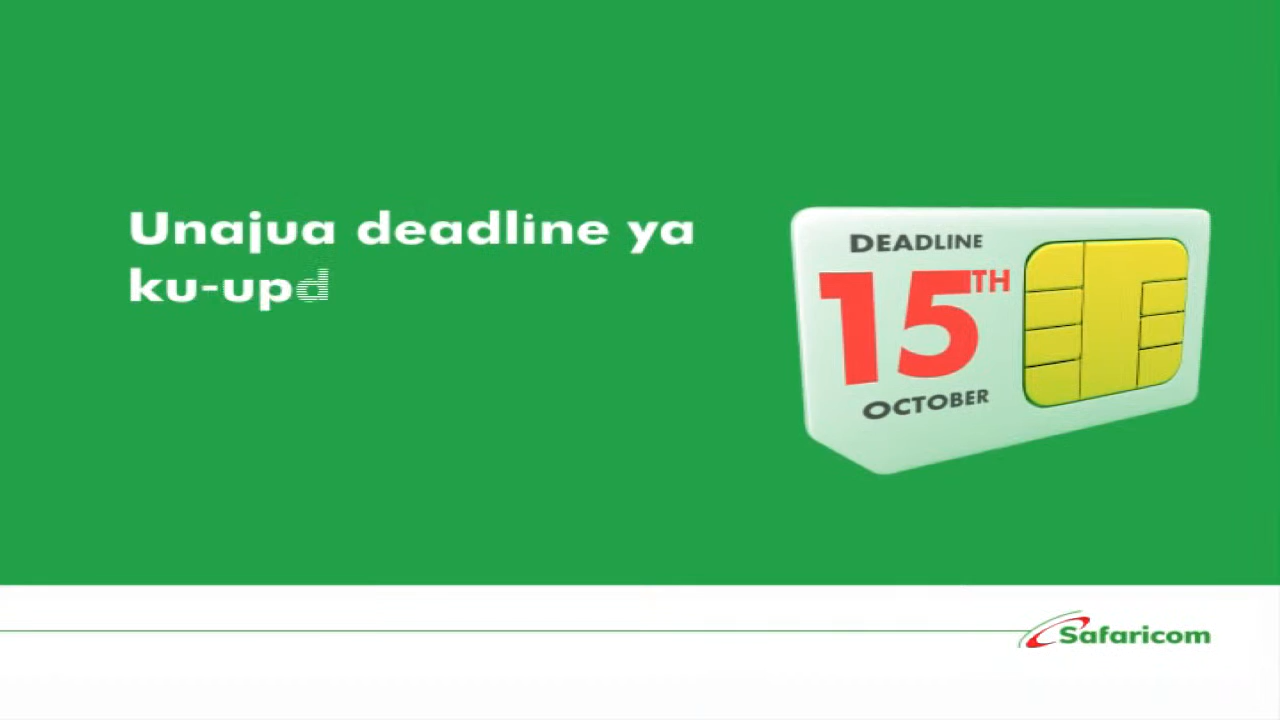 Unajua deadline ya
ku-upd
DEADLINE
15TH
OCTOBER
Safaricom